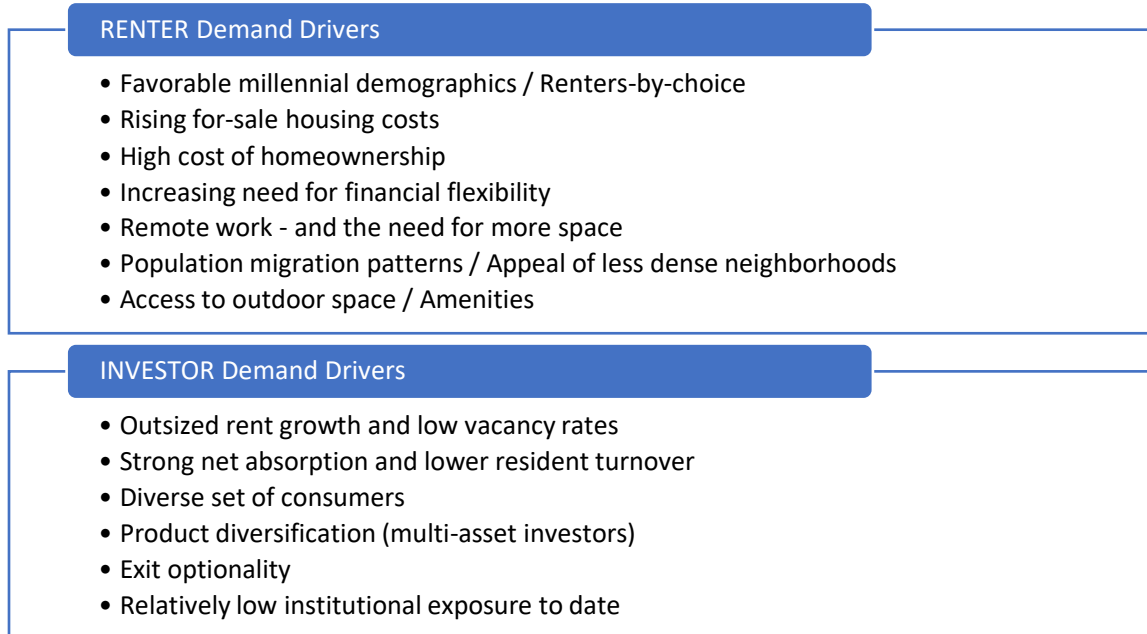 RENTER Demand Drivers
• Favorable millennial demographics / Renters-by-choice
• Rising for-sale housing costs
• High cost of homeownership
• Increasing need for financial flexibility
• Remote work - and the need for more space
• Population migration patterns / Appeal of less dense neighborhoods
• Access to outdoor space / Amenities
INVESTOR Demand Drivers
• Outsized rent growth and low vacancy rates
• Strong net absorption and lower resident turnover
• Diverse set of consumers
• Product diversification (multi-asset investors)
• Exit optionality
• Relatively low institutional exposure to date